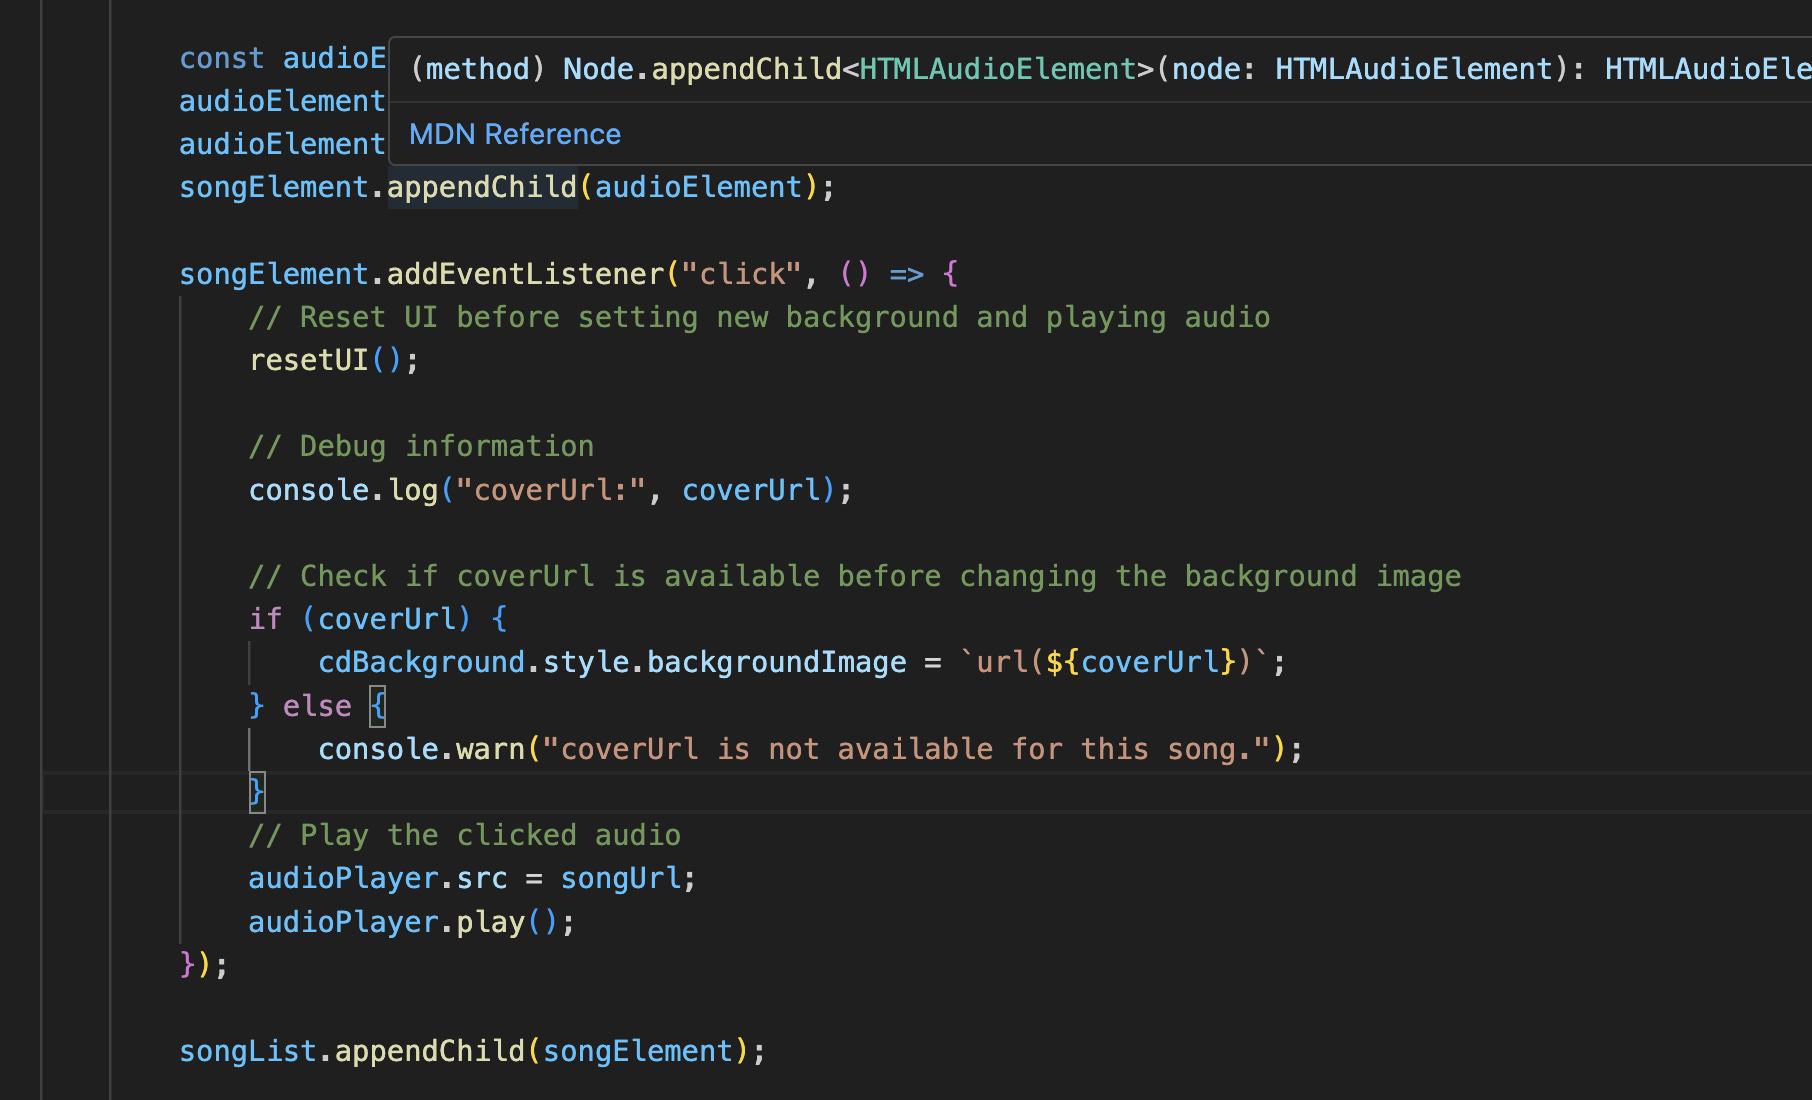 const audioE
(method) Node.appendChild<HTMLAudioElement>(node: HTMLAudioElement): HTMLAudioEle
audioElement
MDN Reference
audioElement
songElement.appendChild(audioElement);
songElement.addEventListener("click", () => {
// Reset UI before setting new background and playing audio
resetUI();
// Debug information
console.log("coverUrl:", coverUrl);
// Check if coverUrl is available before changing the background image
if (coverUrl) {
cdBackground.style.backgroundImage = `url(${coverUrl})`;
} else {
console.warn("coverUrl is not available for this song.");
}
// Play the clicked audio
audioPlayer.src = songUrl;
audioPlayer.play();
});
songList.appendChild(songElement);